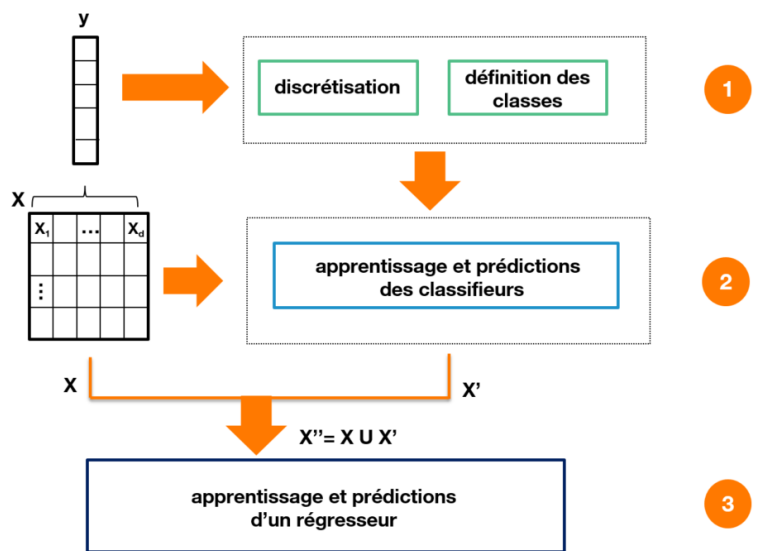 y
discrétisation
définition des
classes
1
X
X1 ... Xd
⋮
apprentissage et prédictions
des classifieurs
2
X
X'
X''= X U X'
apprentissage et prédictions
d'un régresseur
3